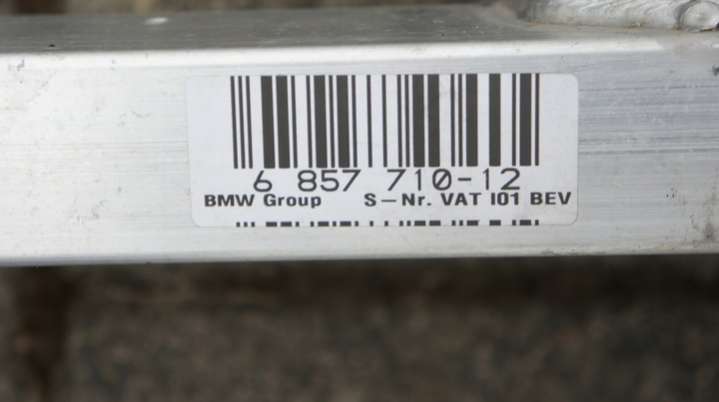 6 857 710-12
BMW Group S-Nr. VAT I01 BEV